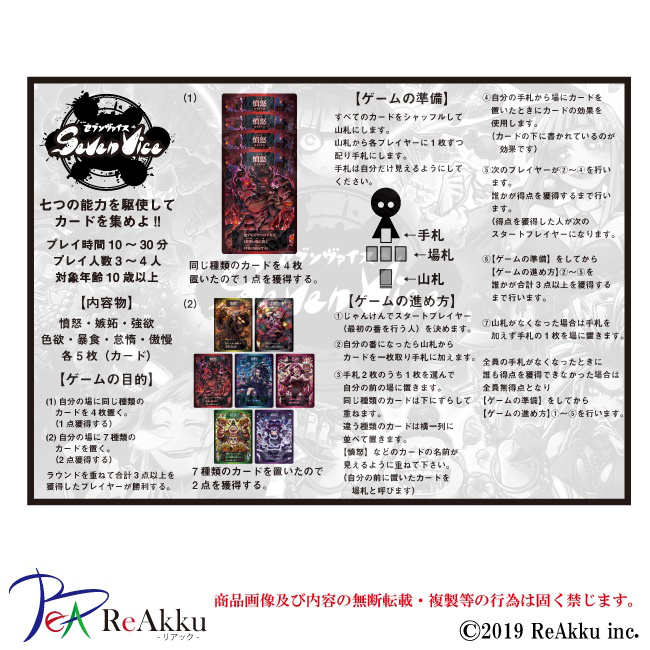 セブンヴァイス
Seven Vice
七つの能力を駆使して
カードを集めよ!!
プレイ時間10～30分
プレイ人数3～4人
対象年齢10歳以上
【内容物】
憤怒・嫉妬・強欲
色欲・暴食・怠惰・傲慢
各5枚（カード）
【ゲームの目的】
(1) 自分の場に同じ種類の
カードを4枚置く。
(1点獲得する)
(2) 自分の場に7種類の
カードを置く。
(2点獲得する)
ラウンドを重ねて合計3点以上を
獲得したプレイヤーが勝利する。
(1)
憤怒
憤怒
憤怒
憤怒
同じ種類のカードを4枚
置いたので1点を獲得する。
(2)
7種類のカードを置いたので
2点を獲得する。
【ゲームの準備】
すべてのカードをシャッフルして
山札にします。
山札から各プレイヤーに1枚ずつ
配り手札にします。
手札は自分だけ見えるようにして
ください。
←手札
←場札
←山札
【ゲームの進め方】
①じゃんけんでスタートプレイヤー
（最初の番を行う人）を決めます。
②自分の番になったら山札から
カードを一枚取り手札に加えます。
③手札2枚のうち1枚を選んで
自分の前の場に置きます。
同じ種類のカードは下にずらして
重ねます。
違う種類のカードは横一列に
並べて置きます。
【憤怒】などのカードの名前が
見えるように重ねて下さい。
（自分の前に置いたカードを
場札と呼びます）
④自分の手札から場にカードを
置いたときにカードの効果を
使用します。
（カードの下に書かれているのが
効果です）
⑤次のプレイヤーが②～④を行い
ます。
誰かが得点を獲得するまで行い
ます。
（得点を獲得した人が次の
スタートプレイヤーになります。
⑥【ゲームの準備】をしてから
【ゲームの進め方】②～⑤を
誰かが合計3点以上を獲得する
まで行います。
⑦山札がなくなった場合は手札を
加えず手札の1枚を場に置きます。
全員の手札がなくなったときに
誰も得点を獲得できなかった場合は
全員無得点となり
【ゲームの準備】をしてから
【ゲームの進め方】①～⑤を行います。
ReA ReAkku
- リアック -
商品画像及び内容の無断転載・複製等の行為は固く禁じます。
©2019 ReAkku inc.